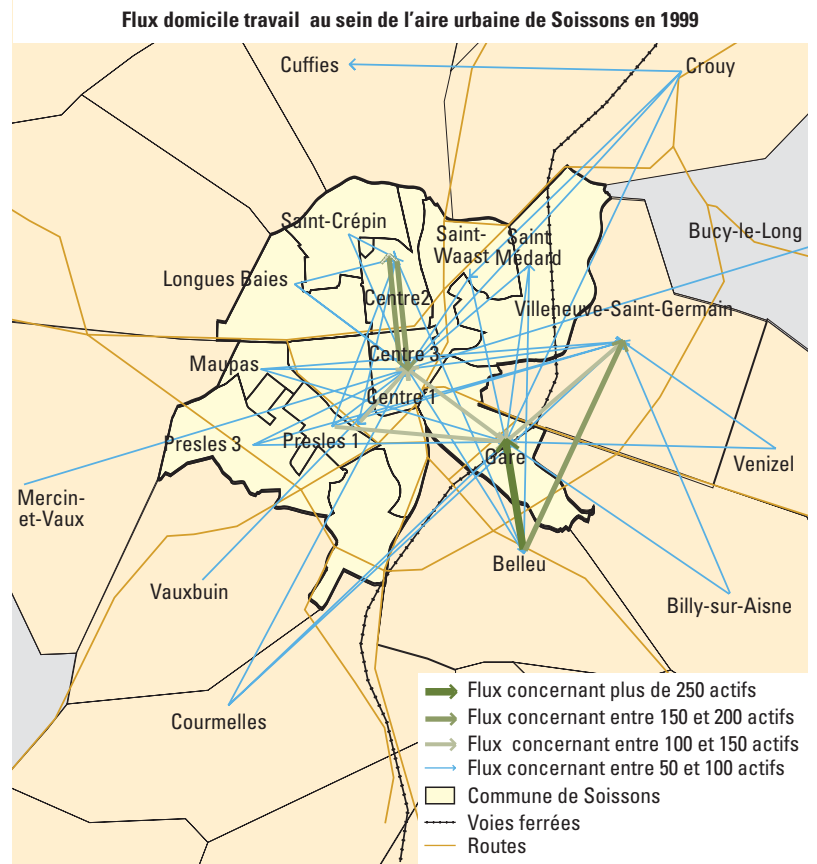 Flux domicile travail au sein de l'aire urbaine de Soissons en 1999
Cuffies
Crouy
Saint-Crépin
Saint-
Waast
Saint
Médard
Bucy-le-Long
Longues Baies
Centre2
Villeneuve-Saint-Germain
Maupas
Centre 3
Centre 1
Presles 3
Presles 1
Gare
Venizel
Mercin-
et-Vaux
Vauxbuin
Belleu
Billy-sur-Aisne
Courmelles
Flux concernant plus de 250 actifs
Flux concernant entre 150 et 200 actifs
Flux concernant entre 100 et 150 actifs
Flux concernant entre 50 et 100 actifs
Commune de Soissons
Voies ferrées
Routes